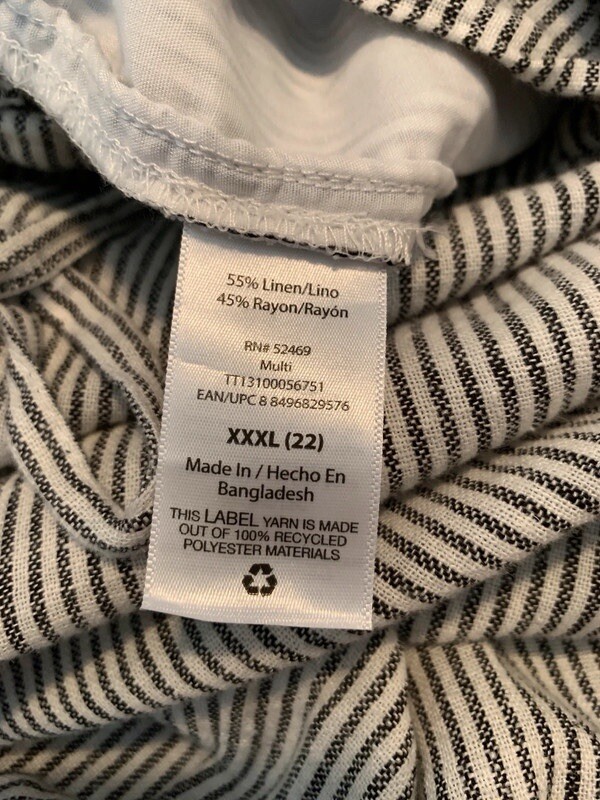 55% Linen/Lino
45% Rayon/Rayón
RN# 52469
Multi
TT13100056751
EAN/UPC 8 8496829576
XXXL (22)
Made In / Hecho En
Bangladesh
THIS LABEL YARN IS MADE
OUT OF 100% RECYCLED
POLYESTER MATERIALS